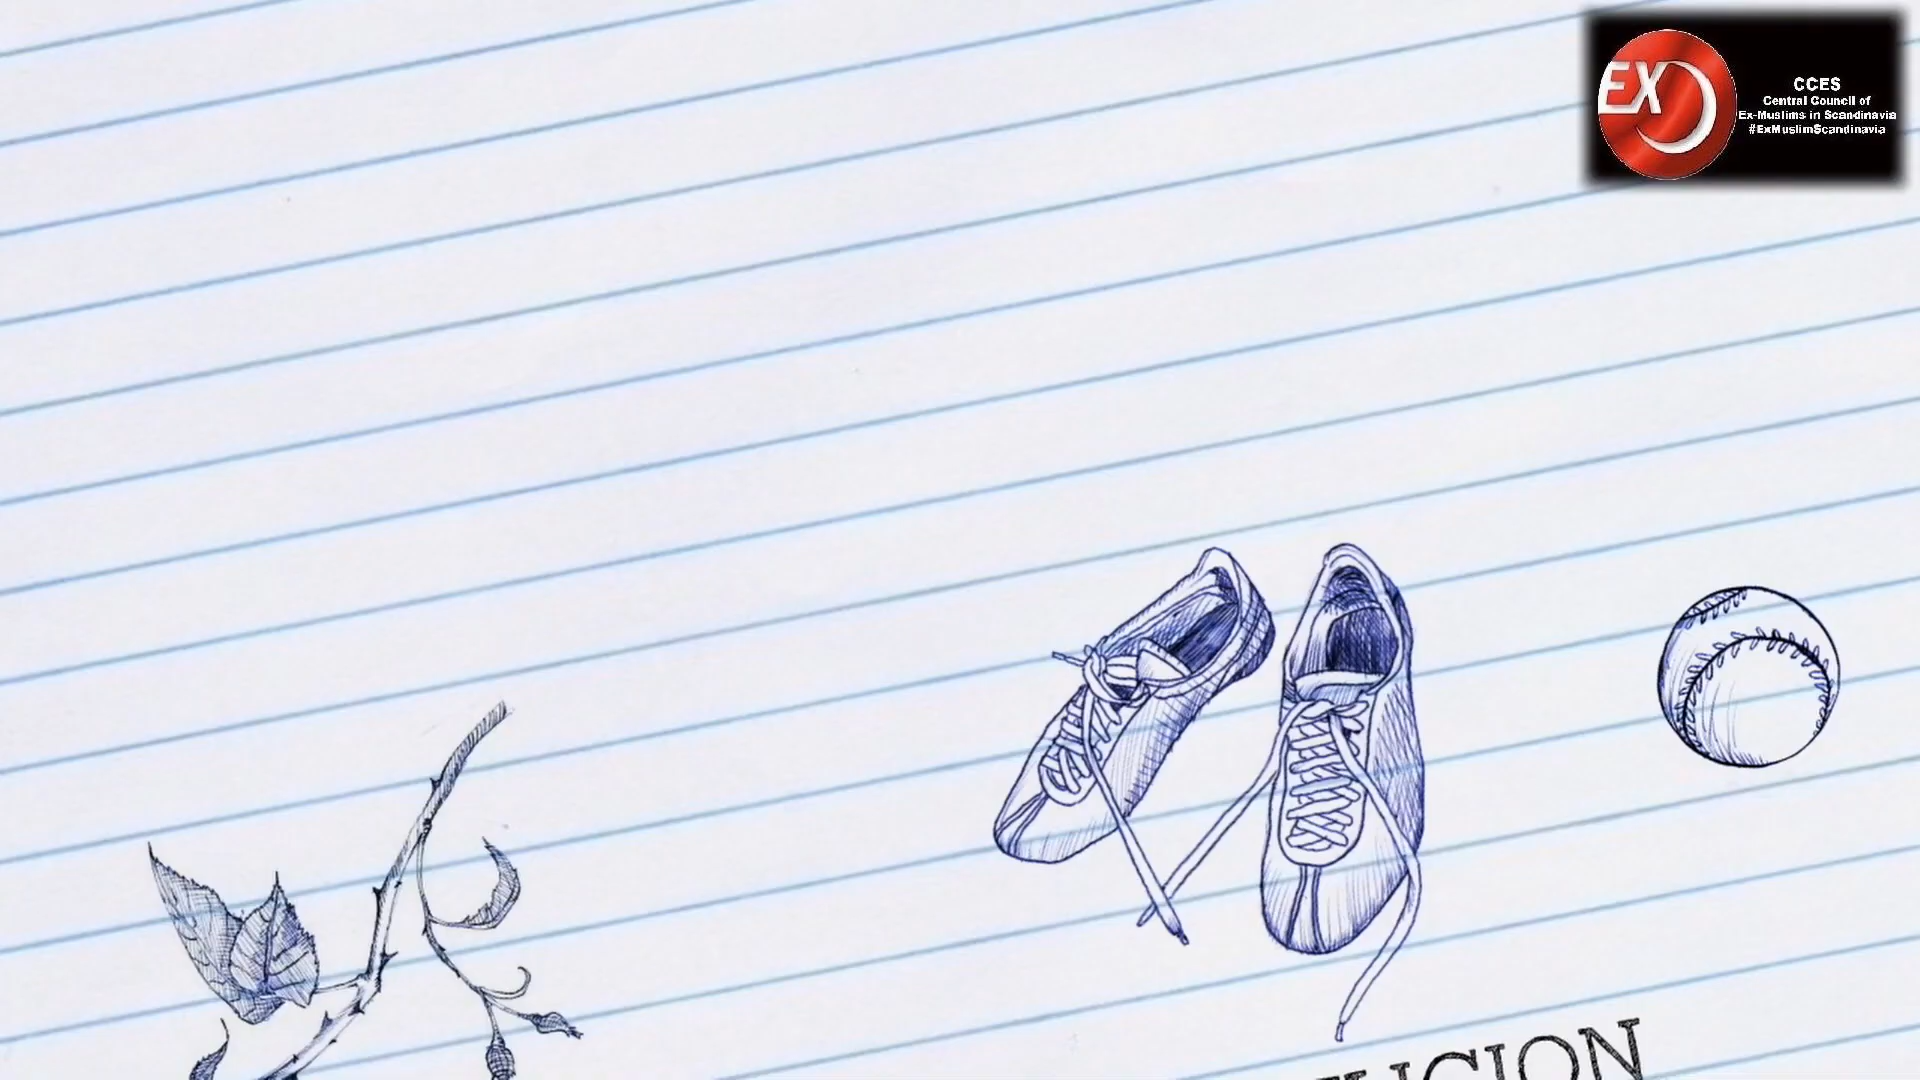 EX
CCES
Central Council of
Ex-Muslims in Scandinavia
#ExMuslimScandinavia